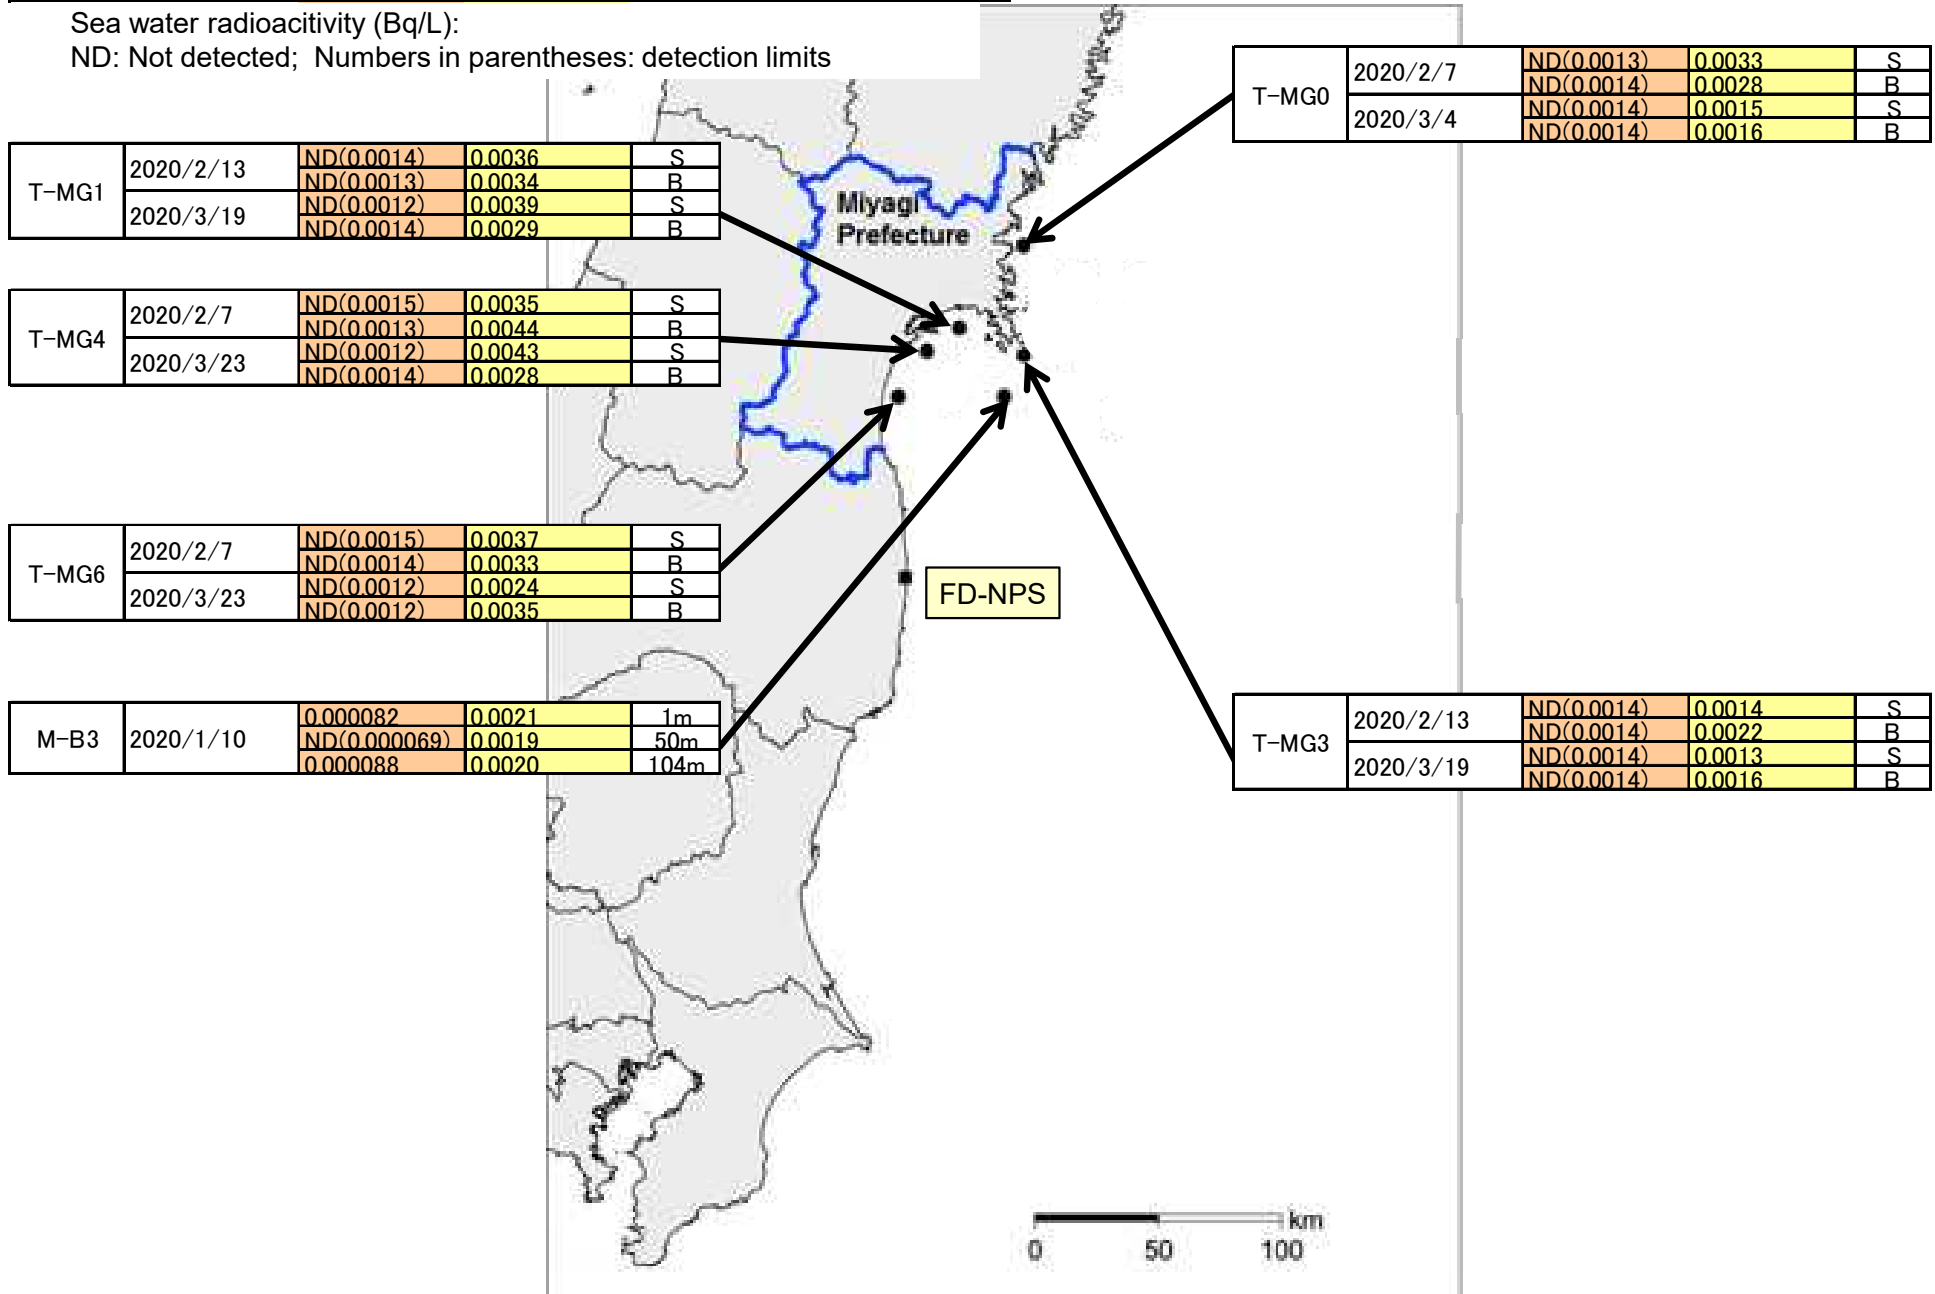 Sea water radioacitivity (Bq/L):
ND: Not detected; Numbers in parentheses: detection limits
T-MG0
2020/2/7
ND(0.0013) 0.0033 S
ND(0.0014) 0.0028 B
2020/3/4
ND(0.0014) 0.0015 S
ND(0.0014) 0.0016 B
T-MG1
2020/2/13
ND(0.0014) 0.0036 S
ND(0.0013) 0.0034 B
2020/3/19
ND(0.0012) 0.0039 S
ND(0.0014) 0.0029 B
Miyagi
Prefecture
T-MG4
2020/2/7
ND(0.0015) 0.0035 S
ND(0.0013) 0.0044 B
2020/3/23
ND(0.0012) 0.0043 S
ND(0.0014) 0.0028 B
T-MG6
2020/2/7
ND(0.0015) 0.0037 S
ND(0.0014) 0.0033 B
2020/3/23
ND(0.0012) 0.0024 S
ND(0.0012) 0.0035 B
FD-NPS
M-B3
2020/1/10
0.000082 0.0021 1m
ND(0.000069) 0.0019 50m
0.000088 0.0020 104m
T-MG3
2020/2/13
ND(0.0014) 0.0014 S
ND(0.0014) 0.0022 B
2020/3/19
ND(0.0014) 0.0013 S
ND(0.0014) 0.0016 B
km
0 50 100